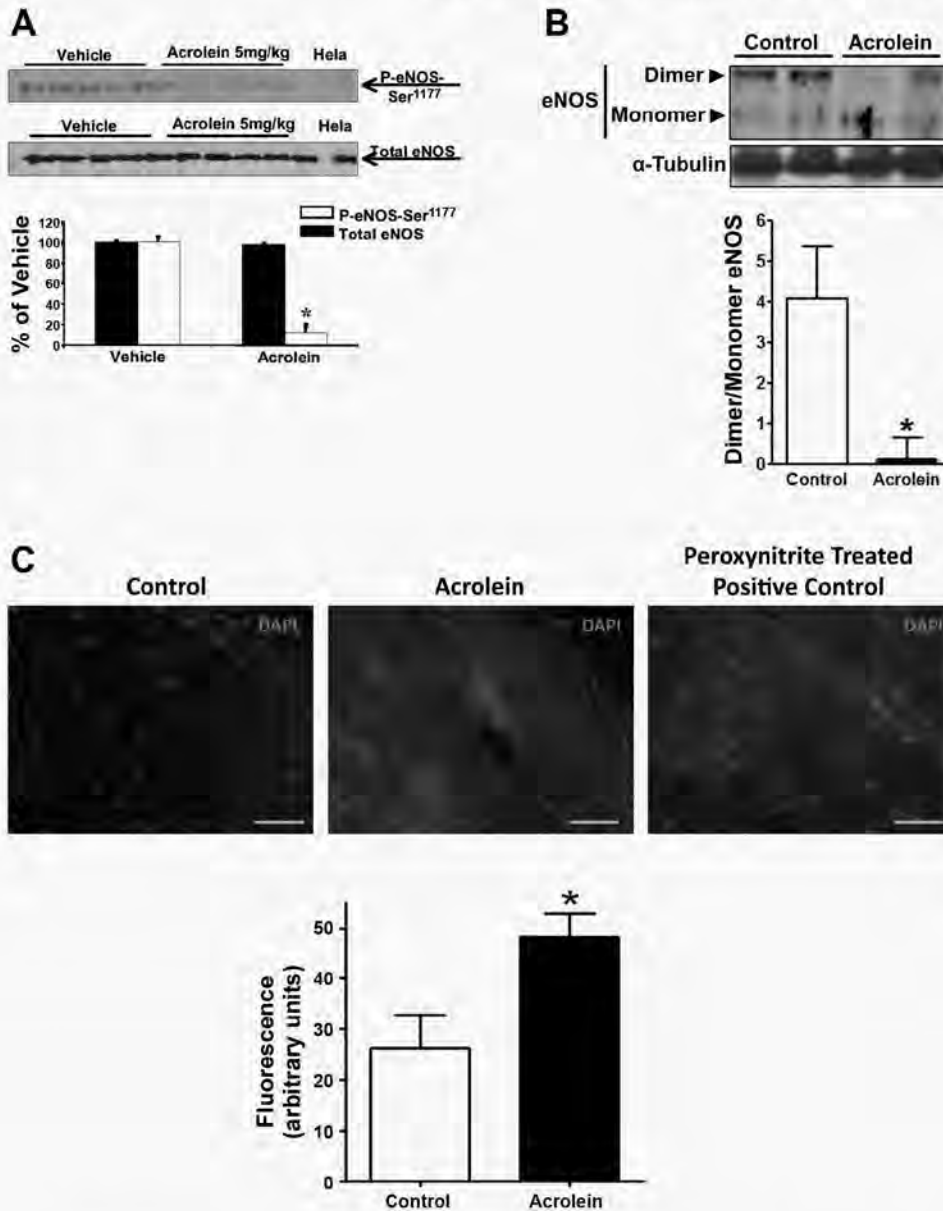 A
Vehicle
Acrolein 5mg/kg
Hela
P-eNOS-
Ser1177
Vehicle
Acrolein 5mg/kg
Hela
Total eNOS
P-eNOS-Ser1177
Total eNOS
% of Vehicle
120
100
80
60
40
20
0
*
Vehicle
Acrolein
B
Control
Acrolein
eNOS
Dimer
Monomer
α-Tubulin
Dimer/Monomer eNOS
6
5
4
3
2
1
0
*
Control
Acrolein
C
Control
Acrolein
Peroxynitrite Treated
Positive Control
DAPI
DAPI
DAPI
Fluorescence
(arbitrary units)
50
40
30
20
10
0
*
Control
Acrolein